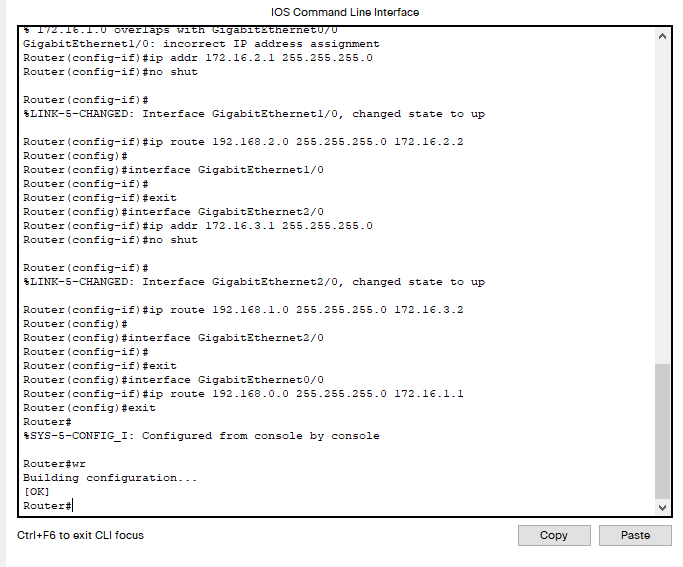 IOS Command Line Interface
% 172.16.1.0 overlaps with GigabitEthernet0/0
GigabitEthernet1/0: incorrect IP address assignment
Router(config-if)#ip addr 172.16.2.1 255.255.255.0
Router(config-if)#no shut
Router(config-if)#
%LINK-5-CHANGED: Interface GigabitEthernet1/0, changed state to up
Router(config-if)#ip route 192.168.2.0 255.255.255.0 172.16.2.2
Router(config)#
Router(config)#interface GigabitEthernet1/0
Router(config-if)#
Router(config-if)#exit
Router(config)#interface GigabitEthernet2/0
Router(config-if)#ip addr 172.16.3.1 255.255.255.0
Router(config-if)#no shut
Router(config-if)#
%LINK-5-CHANGED: Interface GigabitEthernet2/0, changed state to up
Router(config-if)#ip route 192.168.1.0 255.255.255.0 172.16.3.2
Router(config)#
Router(config)#interface GigabitEthernet2/0
Router(config-if)#
Router(config-if)#exit
Router(config)#interface GigabitEthernet0/0
Router(config-if)#ip route 192.168.0.0 255.255.255.0 172.16.1.1
Router(config)#exit
Router#
%SYS-5-CONFIG_I: Configured from console by console
Router#wr
Building configuration...
[OK]
Router#
Ctrl+F6 to exit CLI focus
Copy
Paste